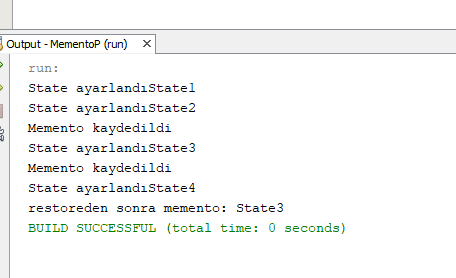 Output - MementoP (run)
run:
State ayarlandıState1
State ayarlandıState2
Memento kaydedildi
State ayarlandıState3
Memento kaydedildi
State ayarlandıState4
restoreden sonra memento: State3
BUILD SUCCESSFUL (total time: 0 seconds)